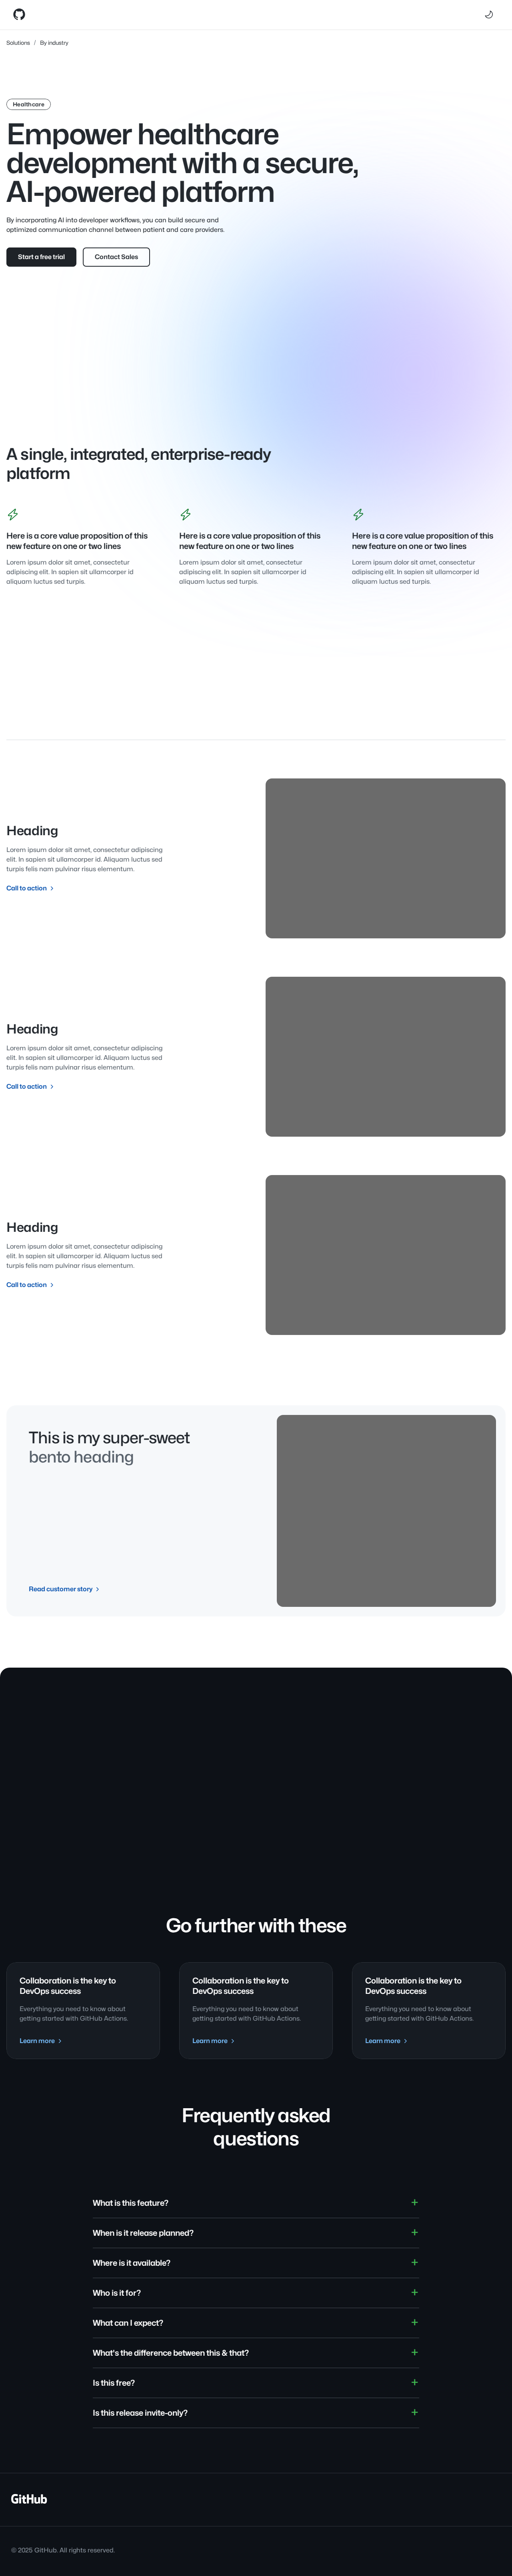 Solutions / By industry
Healthcare
Empower healthcare
development with a secure,
AI-powered platform
By incorporating AI into developer workflows, you can build secure and
optimized communication channel between patient and care providers.
Start a free trial
Contact Sales
A single, integrated, enterprise-ready
platform
Here is a core value proposition of this
new feature on one or two lines
Lorem ipsum dolor sit amet, consectetur
adipiscing elit. In sapien sit ullamcorper id
aliquam luctus sed turpis.
Here is a core value proposition of this
new feature on one or two lines
Lorem ipsum dolor sit amet, consectetur
adipiscing elit. In sapien sit ullamcorper id
aliquam luctus sed turpis.
Here is a core value proposition of this
new feature on one or two lines
Lorem ipsum dolor sit amet, consectetur
adipiscing elit. In sapien sit ullamcorper id
aliquam luctus sed turpis.
Heading
Lorem ipsum dolor sit amet, consectetur adipiscing
elit. In sapien sit ullamcorper id. Aliquam luctus sed
turpis felis nam pulvinar risus elementum.
Call to action
Heading
Lorem ipsum dolor sit amet, consectetur adipiscing
elit. In sapien sit ullamcorper id. Aliquam luctus sed
turpis felis nam pulvinar risus elementum.
Call to action
Heading
Lorem ipsum dolor sit amet, consectetur adipiscing
elit. In sapien sit ullamcorper id. Aliquam luctus sed
turpis felis nam pulvinar risus elementum.
Call to action
This is my super-sweet
bento heading
Read customer story
Go further with these
Collaboration is the key to
DevOps success
Everything you need to know about
getting started with GitHub Actions.
Learn more
Collaboration is the key to
DevOps success
Everything you need to know about
getting started with GitHub Actions.
Learn more
Collaboration is the key to
DevOps success
Everything you need to know about
getting started with GitHub Actions.
Learn more
Frequently asked
questions
What is this feature?
When is it release planned?
Where is it available?
Who is it for?
What can I expect?
What's the difference between this & that?
Is this free?
Is this release invite-only?
GitHub
© 2025 GitHub. All rights reserved.